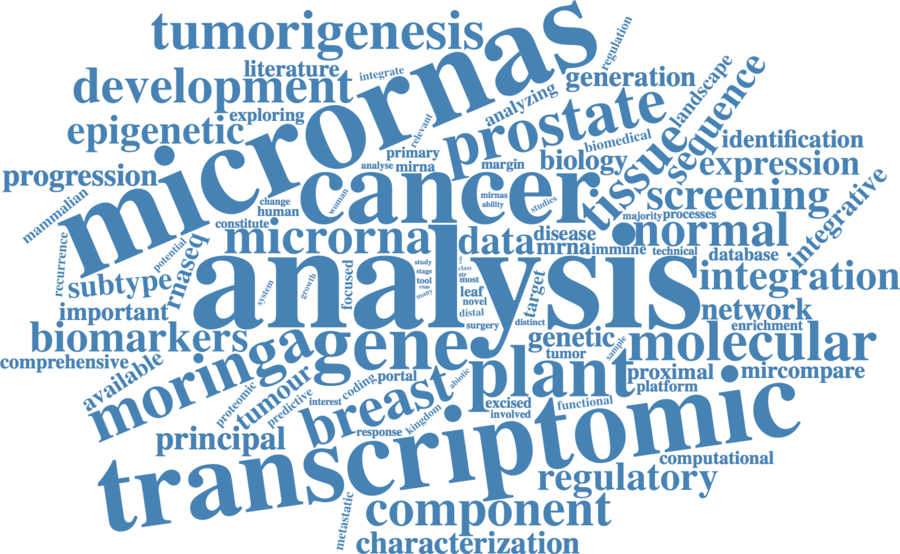 tumorigenesis
regulation
literature
integrate
micrornas
generation
landscape
development
analyzing
exploring
relevant
prostate
sequence
epigenetic
biomedical
tissue
identification
primary
analyse
mirna
margin
biology
expression
progression
cancer
screening
integrative
mammalian
change
human
woman
mirnas
ability
studies
majority
processes
constitute
microrna
data
disease
normal
mrna
immune
technical
database
recurrence
potential
rnaseq
subtype
analysis
integration
system
growth
focused
study
stage
tool
rnas
many
role
class
str
most
leaf
novel
distal
surgery
target
distinct
important
network
enrichment
biomarkers
moringa
gene
genetic
tumor
sample
molecular
comprehensive
available
plant
proximal
mircompare
platform
proteomic
tumour
predictive
interest
coding
portal
breast
abiotic
excised
involved
functional
kingdom
response
principal
transcriptomic
computational
regulatory
metastatic
component
characterization